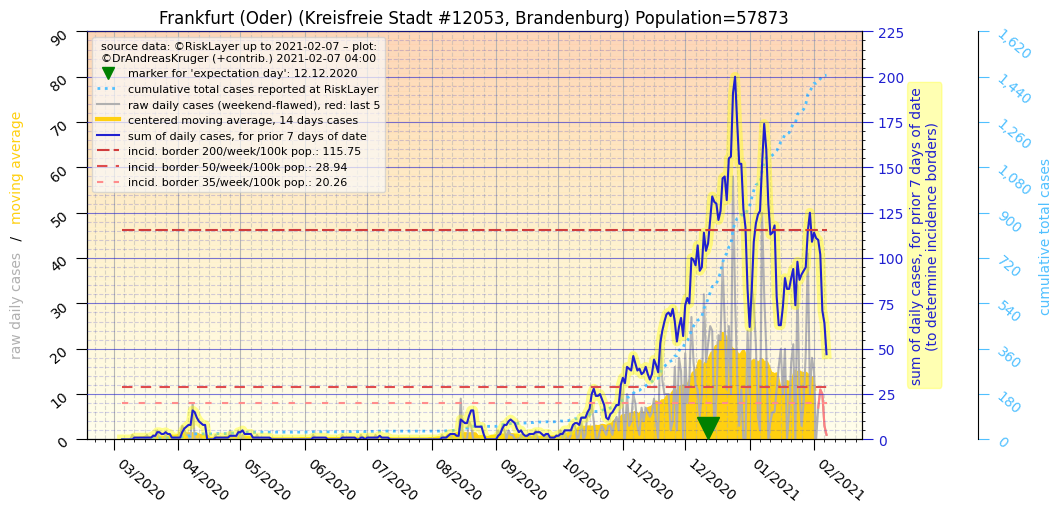 Frankfurt (Oder) (Kreisfreie Stadt #12053, Brandenburg) Population=57873
source data: ©RiskLayer up to 2021-02-07 – plot:
©DrAndreasKruger (+contrib.) 2021-02-07 04:00
marker for 'expectation day': 12.12.2020
cumulative total cases reported at RiskLayer
raw daily cases (weekend-flawed), red: last 5
centered moving average, 14 days cases
sum of daily cases, for prior 7 days of date
incid. border 200/week/100k pop.: 115.75
incid. border 50/week/100k pop.: 28.94
incid. border 35/week/100k pop.: 20.26
raw daily cases / moving average
90
80
70
60
50
40
30
20
10
0
03/2020
04/2020
05/2020
06/2020
07/2020
08/2020
09/2020
10/2020
11/2020
12/2020
01/2021
02/2021
225
200
175
150
125
100
75
50
25
0
sum of daily cases, for prior 7 days of date
(to determine incidence borders)
1,620
1,440
1,260
1,080
900
720
540
360
180
0
cumulative total cases